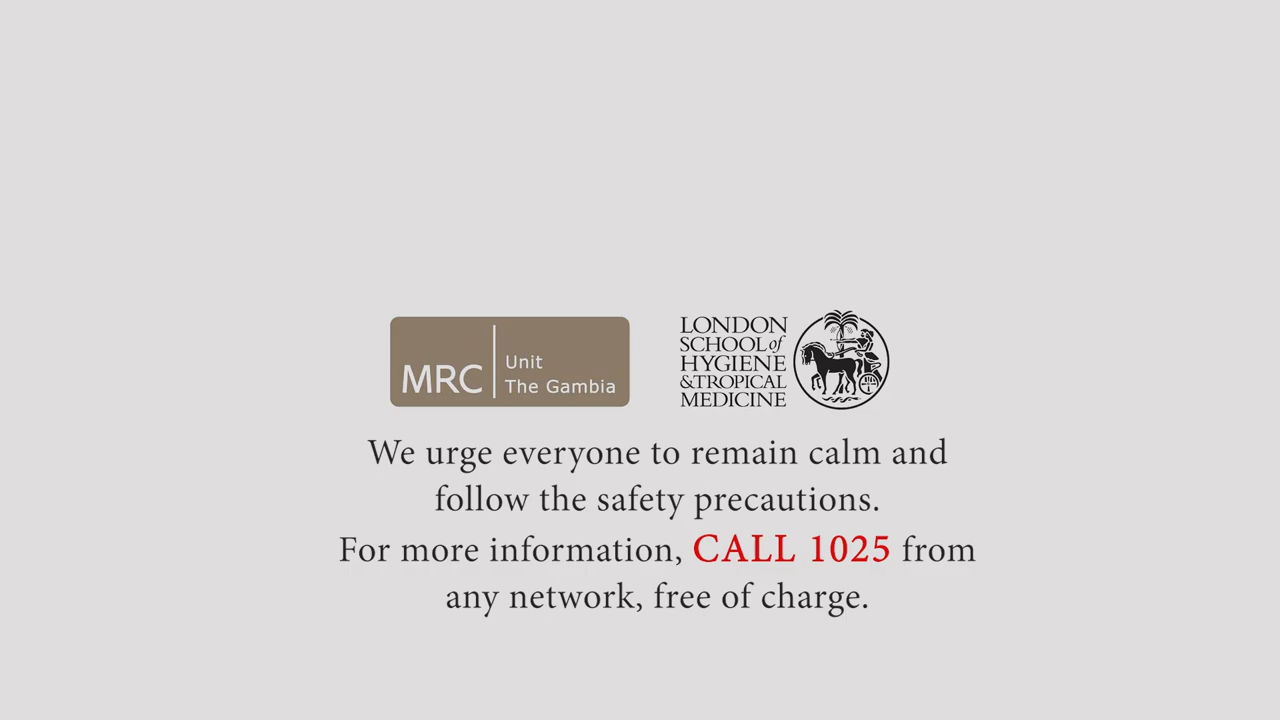 MRC
Unit
The Gambia
LONDON
SCHOOL of
HYGIENE
& TROPICAL
MEDICINE
We urge everyone to remain calm and
follow the safety precautions.
For more information, CALL 1025 from
any network, free of charge.